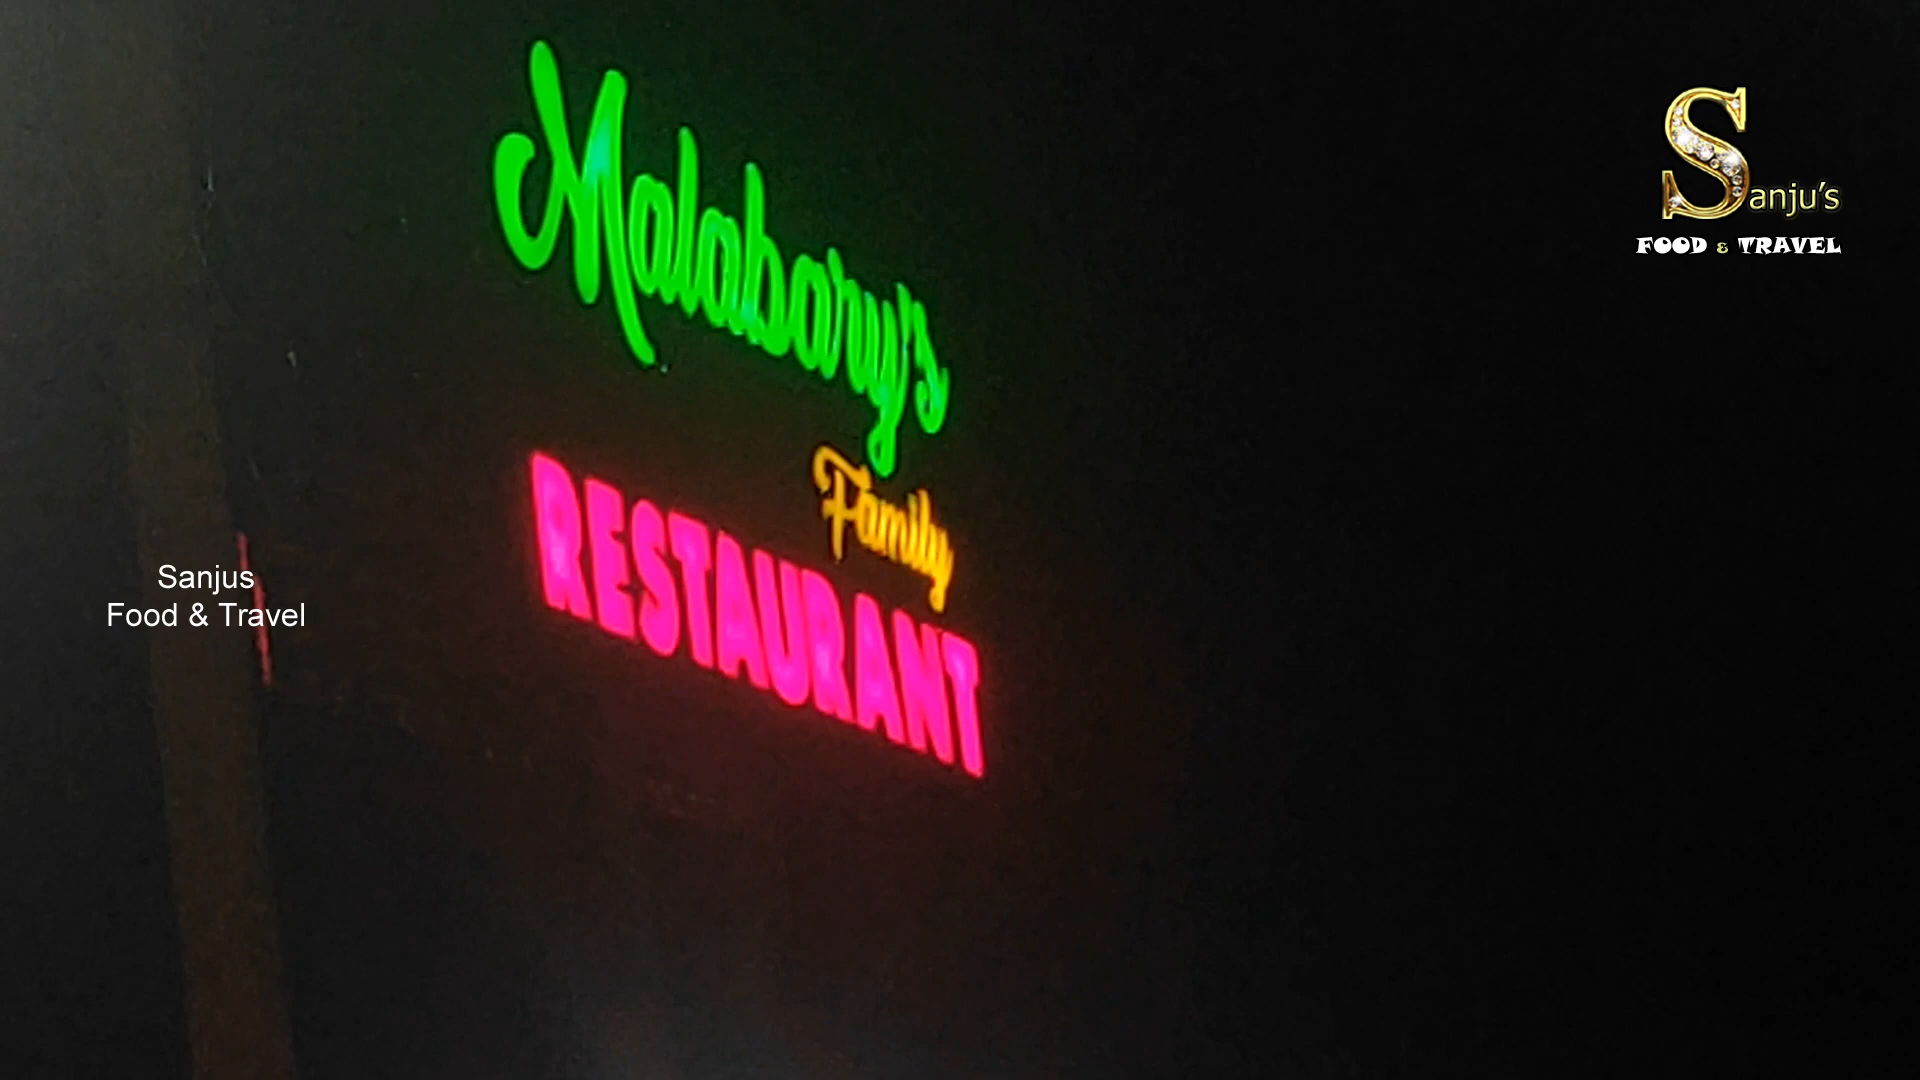 Malabary's
Family
RESTAURANT
Sanju's
FOOD & TRAVEL
Sanjus
Food & Travel